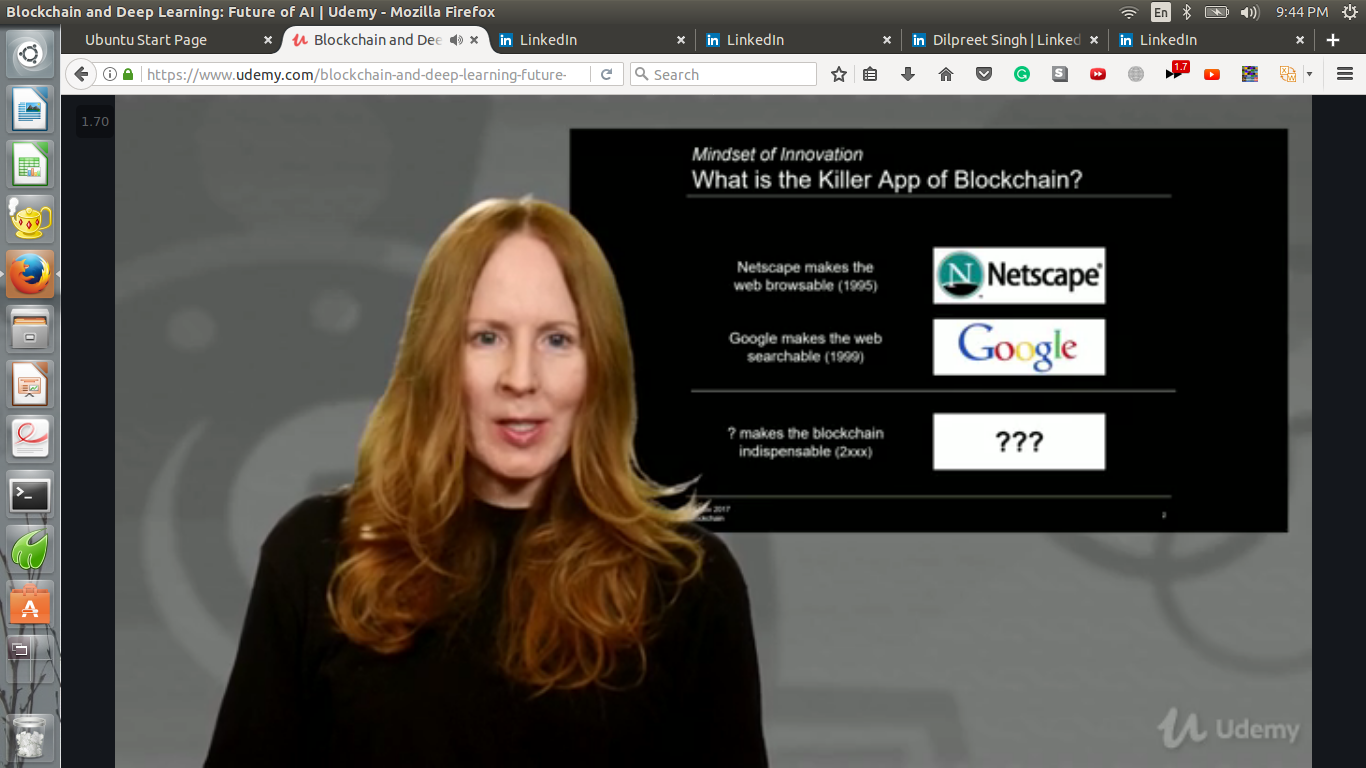 Blockchain and Deep Learning: Future of AI | Udemy - Mozilla Firefox
En
9:44 PM
Ubuntu Start Page
Blockchain and Dee
LinkedIn
LinkedIn
Dilpreet Singh | Linked
LinkedIn
https://www.udemy.com/blockchain-and-deep-learning-future-
Search
1.7
1.70
Mindset of Innovation
What is the Killer App of Blockchain?
Netscape makes the
web browsable (1995)
N Netscape
Google makes the web
searchable (1999)
Google
? makes the blockchain
indispensable (2xxx)
???
2017
2
Udemy